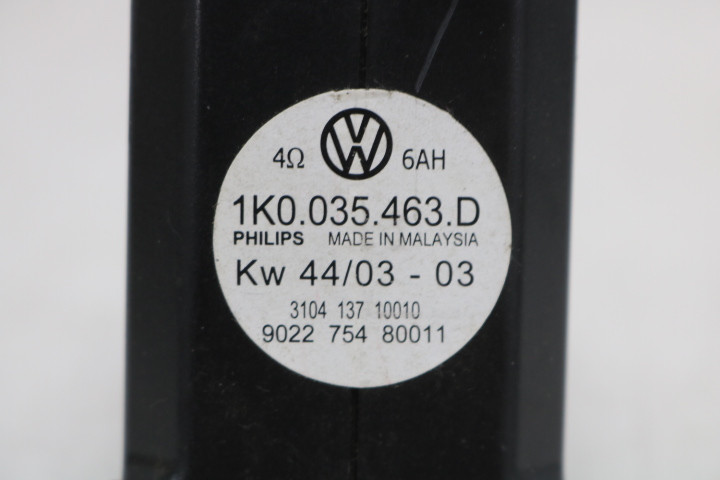 4Ω VW 6AH
1K0.035.463.D
PHILIPS MADE IN MALAYSIA
Kw 44/03 - 03
3104 137 10010
9022 754 80011